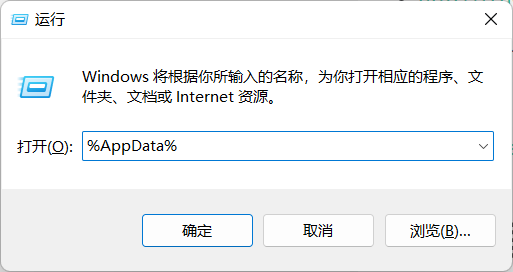 运行
Windows 将根据你所输入的名称，为你打开相应的程序、文
件夹、文档或 Internet 资源。
打开(O): %AppData%
确定 取消 浏览(B)...